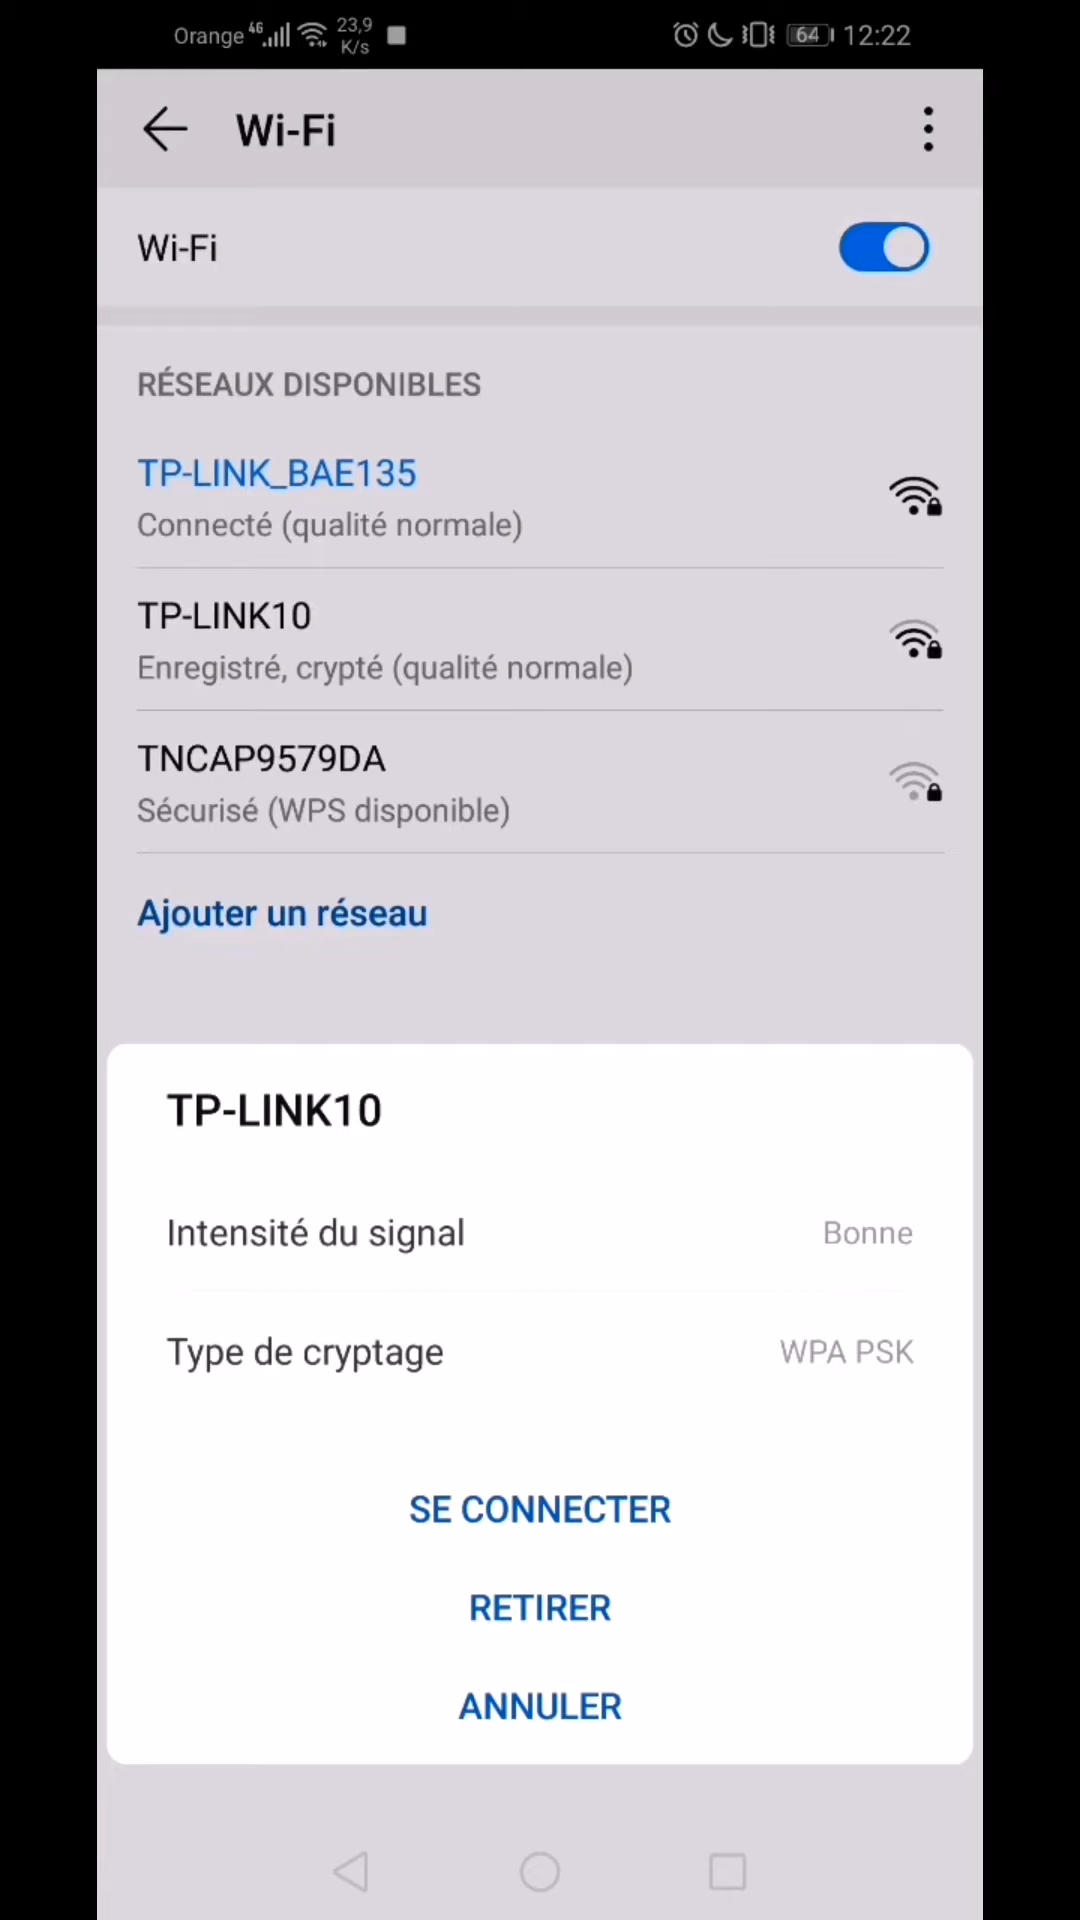 Orange 4G 23,9 K/s 64 12:22
Wi-Fi
Wi-Fi
RÉSEAUX DISPONIBLES
TP-LINK_BAE135
Connecté (qualité normale)
TP-LINK10
Enregistré, crypté (qualité normale)
TNCAP9579DA
Sécurisé (WPS disponible)
Ajouter un réseau
TP-LINK10
Intensité du signal Bonne
Type de cryptage WPA PSK
SE CONNECTER
RETIRER
ANNULER